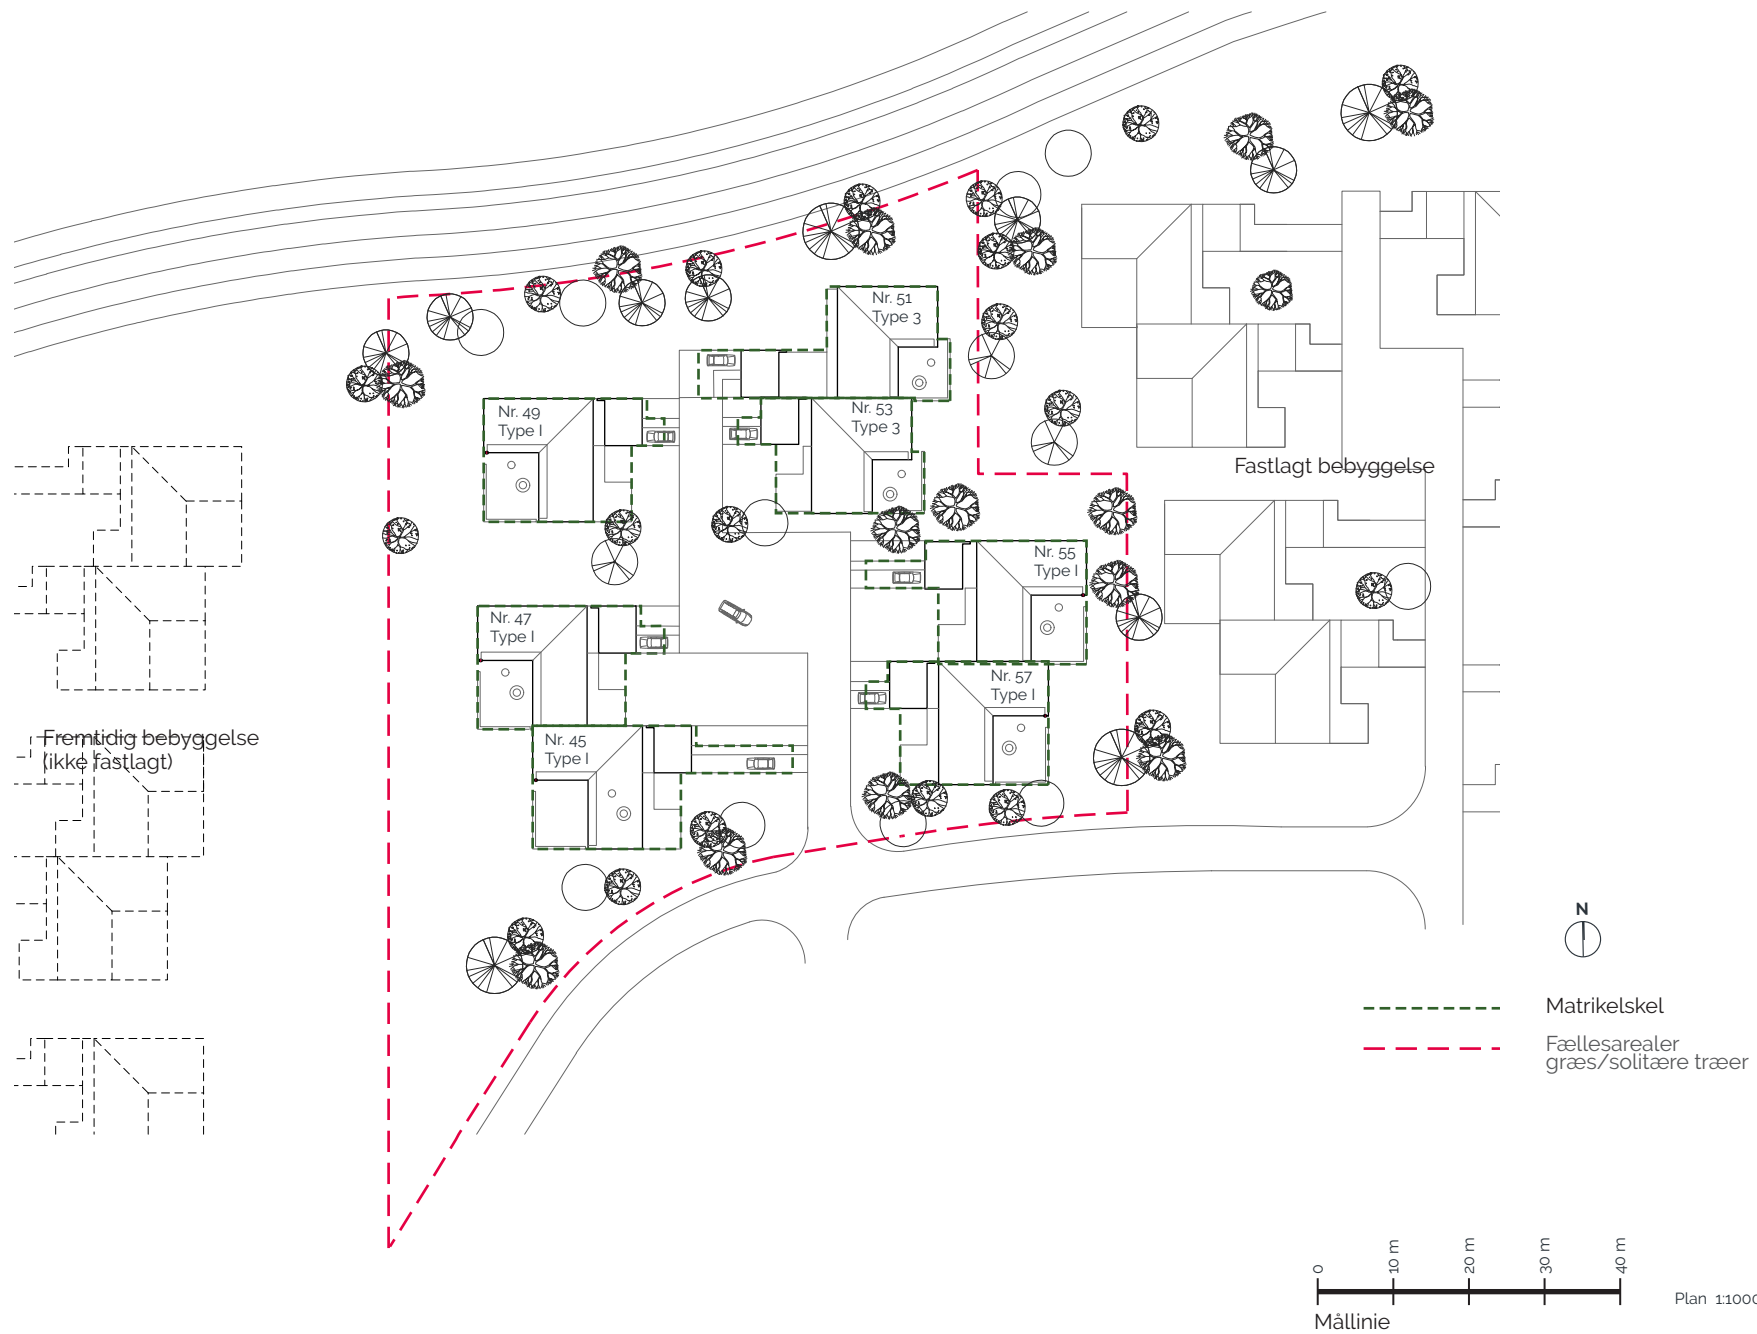 Nr. 51
Type 3
Nr. 49
Type I
Nr. 53
Type 3
Fastlagt bebyggelse
Nr. 55
Type I
Nr. 47
Type I
Nr. 57
Type I
Fremtidig bebyggelse
(ikke fastlagt)
Nr. 45
Type I
N
Matrikelskel
Fællesarealer
græs/solitære træer
0
10 m
20 m
30 m
40 m
Mållinie
Plan 1:1000